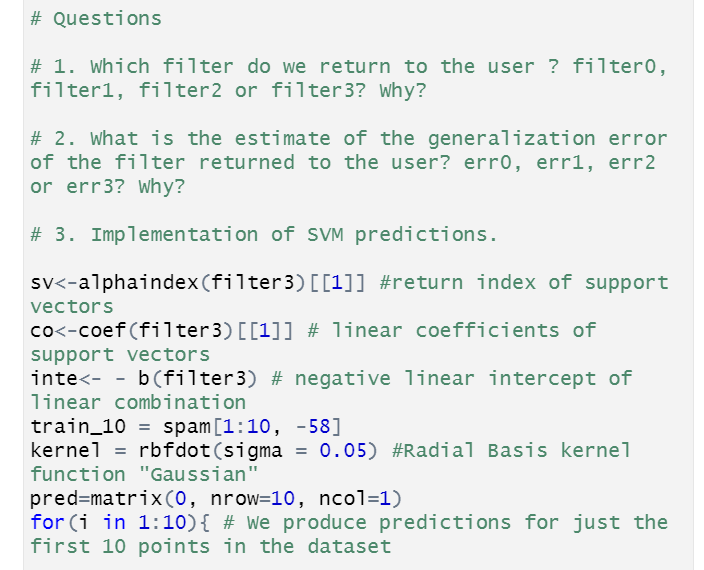 # Questions
# 1. Which filter do we return to the user ? filter0,
filter1, filter2 or filter3? Why?
# 2. What is the estimate of the generalization error
of the filter returned to the user? err0, err1, err2
or err3? Why?
# 3. Implementation of SVM predictions.
sv<-alphaindex(filter3)[[1]] #return index of support
vectors
co<-coef(filter3)[[1]] # linear coefficients of
support vectors
inte<- - b(filter3) # negative linear intercept of
linear combination
train_10 = spam[1:10, -58]
kernel = rbfdot(sigma = 0.05) #Radial Basis kernel
function "Gaussian"
pred=matrix(0, nrow=10, ncol=1)
for(i in 1:10){ # We produce predictions for just the
first 10 points in the dataset